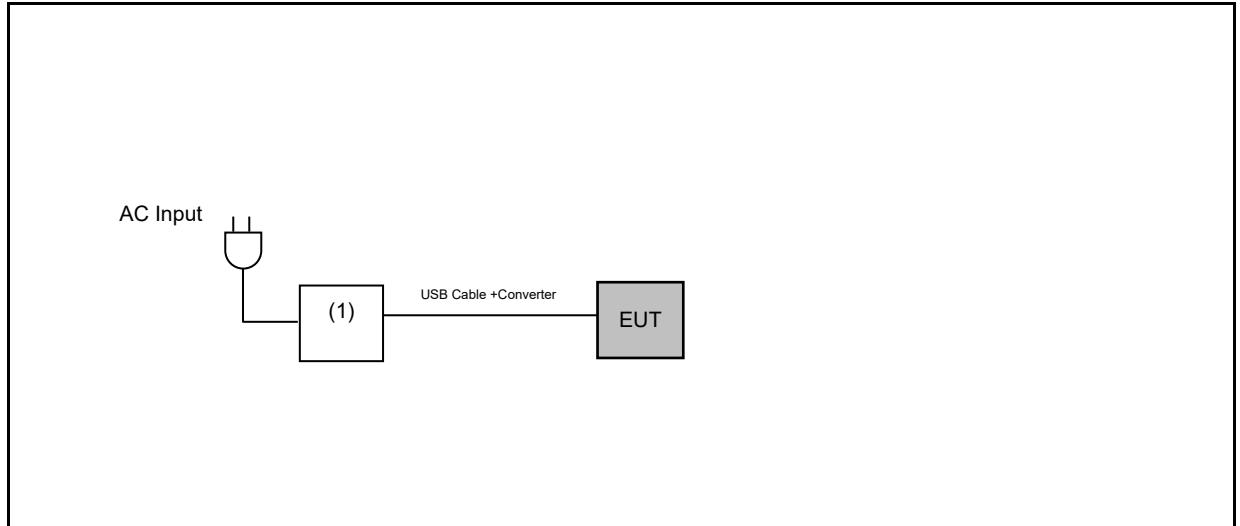 AC Input
USB Cable +Converter
(1)
EUT